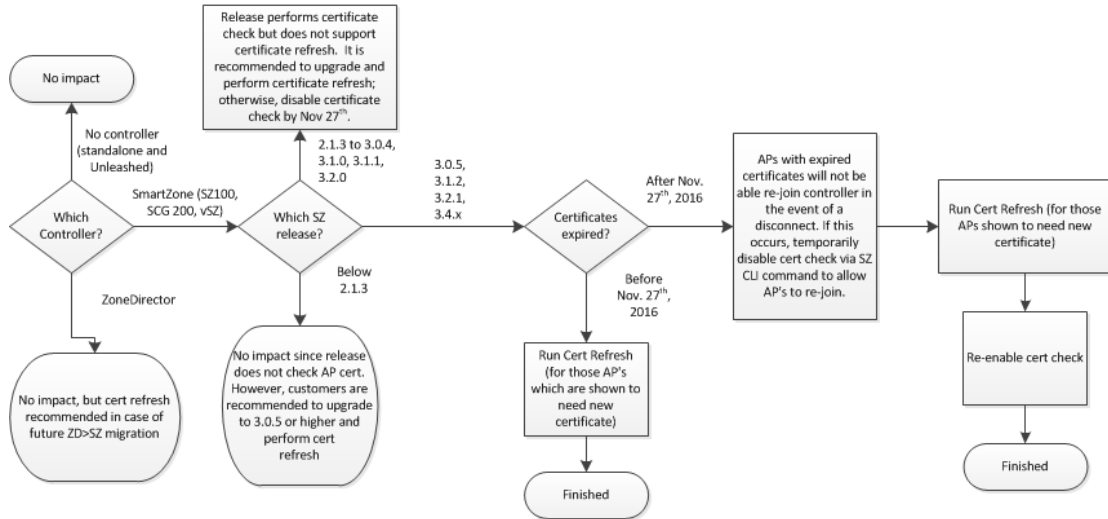 Release performs certificate
check but does not support
certificate refresh. It is
recommended to upgrade and
perform certificate refresh;
otherwise, disable certificate
check by Nov 27th.
No impact
No controller
(standalone and
Unleashed)
2.1.3 to 3.0.4,
3.1.0, 3.1.1,
3.2.0
Which
Controller?
SmartZone (SZ100,
SCG 200, vSZ)
Which SZ
release?
3.0.5,
3.1.2,
3.2.1,
3.4.x
Certificates
expired?
After Nov.
27th, 2016
APs with expired
certificates will not be
able re-join controller in
the event of a
disconnect. If this
occurs, temporarily
disable cert check via SZ
CLI command to allow
AP's to re-join.
Run Cert Refresh (for those
APs shown to need new
certificate)
ZoneDirector
Below
2.1.3
Before
Nov. 27th,
2016
No impact, but cert refresh
recommended in case of
future ZD>SZ migration
No impact since release
does not check AP cert.
However, customers are
recommended to upgrade
to 3.0.5 or higher and
perform cert
refresh
Run Cert Refresh
(for those AP's
which are shown to
need new
certificate)
Re-enable cert check
Finished
Finished